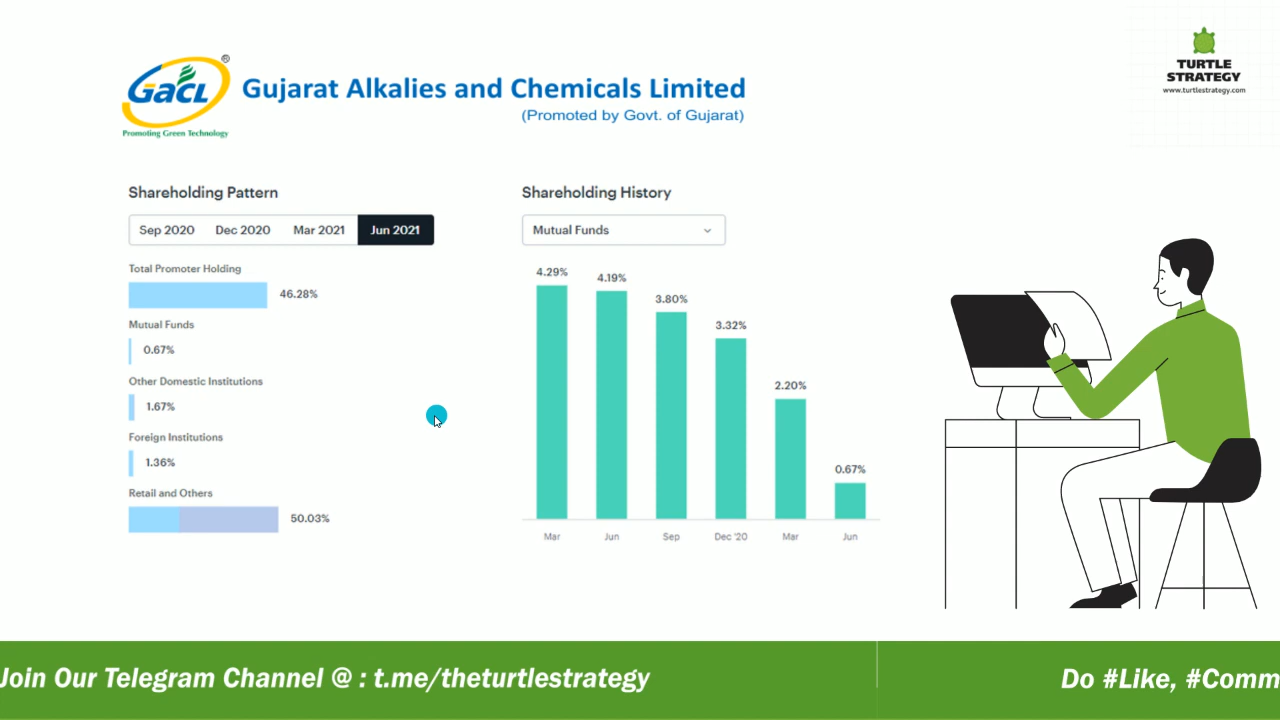 GACL
®
Promoting Green Technology
Gujarat Alkalies and Chemicals Limited
(Promoted by Govt. of Gujarat)
TURTLE
STRATEGY
www.turtlestrategy.com
Shareholding Pattern
Sep 2020 Dec 2020 Mar 2021 Jun 2021
Total Promoter Holding
46.28%
Mutual Funds
0.67%
Other Domestic Institutions
1.67%
Foreign Institutions
1.36%
Retail and Others
50.03%
Shareholding History
Mutual Funds
4.29% 4.19% 3.80% 3.32% 2.20% 0.67%
Mar Jun Sep Dec '20 Mar Jun
Join Our Telegram Channel @ : t.me/theturtlestrategy
Do #Like, #Comm